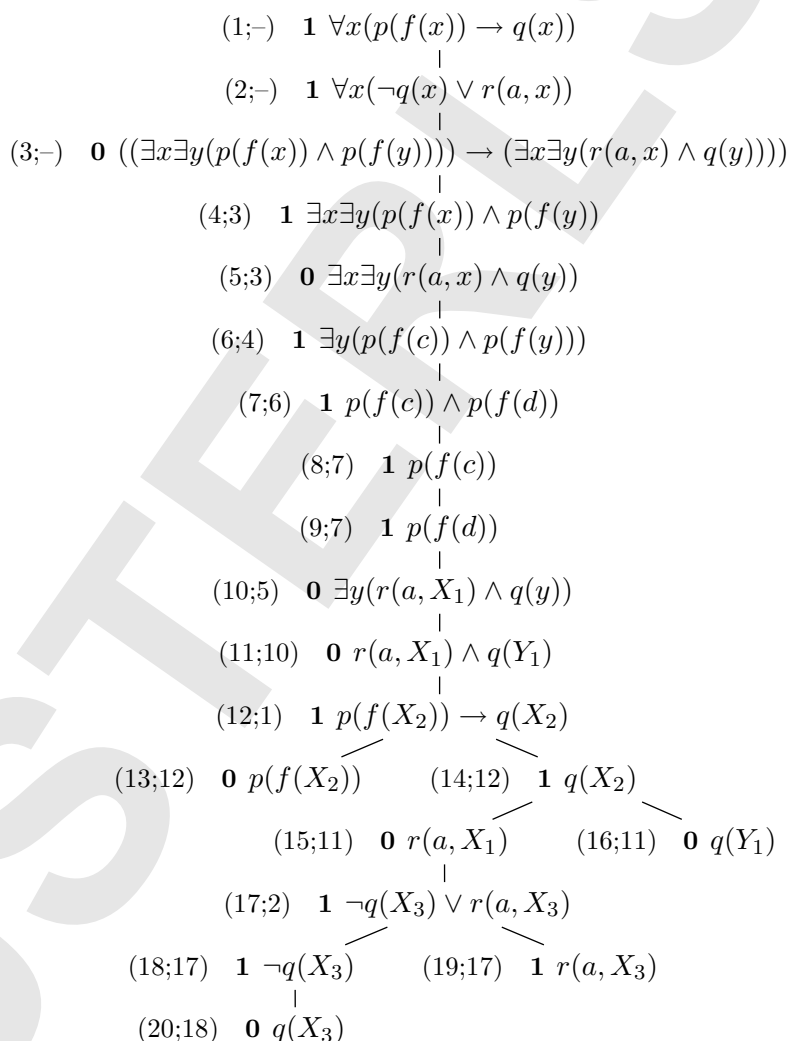 (1;–) 1 ∀x(p(f(x)) → q(x))
(2;–) 1 ∀x(¬q(x) ∨ r(a, x))
(3;–) 0 ((∃x∃y(p(f(x)) ∧ p(f(y)))) → (∃x∃y(r(a, x) ∧ q(y))))
(4;3) 1 ∃x∃y(p(f(x)) ∧ p(f(y))
(5;3) 0 ∃x∃y(r(a, x) ∧ q(y))
(6;4) 1 ∃y(p(f(c)) ∧ p(f(y)))
(7;6) 1 p(f(c)) ∧ p(f(d))
(8;7) 1 p(f(c))
(9;7) 1 p(f(d))
(10;5) 0 ∃y(r(a, X₁) ∧ q(y))
(11;10) 0 r(a, X₁) ∧ q(Y₁)
(12;1) 1 p(f(X₂)) → q(X₂)
(13;12) 0 p(f(X₂)) (14;12) 1 q(X₂)
(15;11) 0 r(a, X₁) (16;11) 0 q(Y₁)
(17;2) 1 ¬q(X₃) ∨ r(a, X₃)
(18;17) 1 ¬q(X₃) (19;17) 1 r(a, X₃)
(20;18) 0 q(X₃)